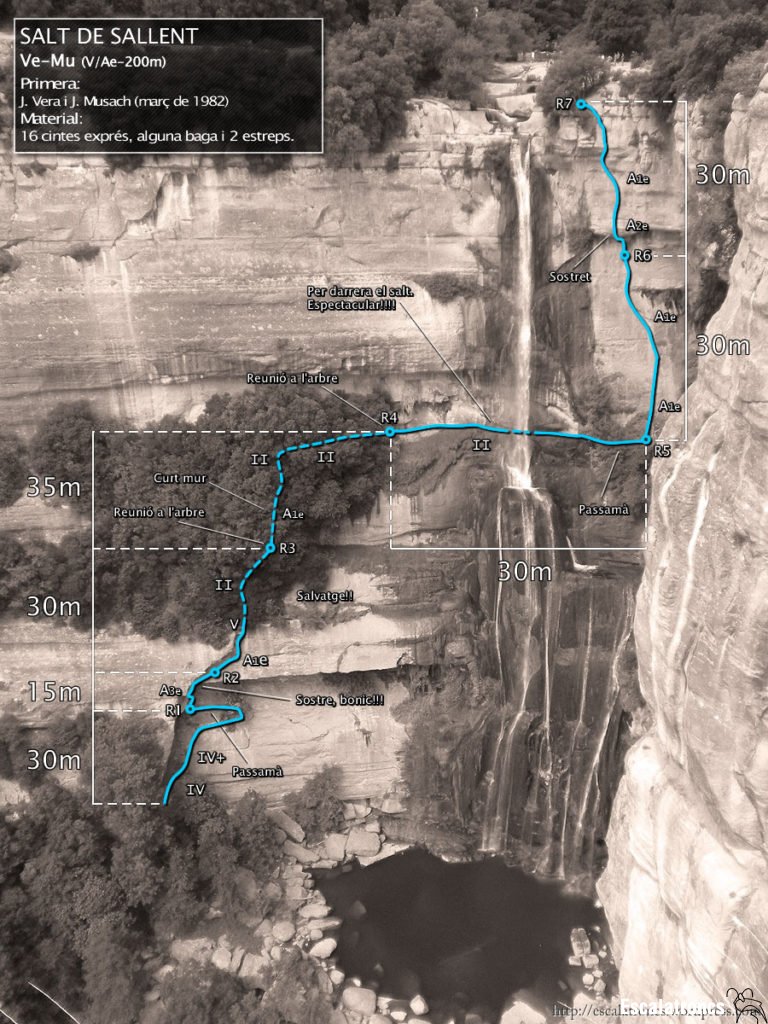 SALT DE SALLENT
Ve-Mu (V/Ae-200m)
Primera:
J. Vera i J. Musach (març de 1982)
Material:
16 cintes exprés, alguna baga i 2 estreps.
R7
30m
A1e
A2e
R6
Sostret
Per darrera el salt.
Espectacular!!!!
A1e
30m
Reunió a l'arbre
A1e
R4
II
II
II
R5
35m
Curt mur
Passamà
Reunió a l'arbre
A1e
R3
30m
II
Salvatge!!
30m
V
A1e
R2
A3e
15m
Sostre, bonic!!!
R1
IV+
30m
Passamà
IV
Escalatroncs